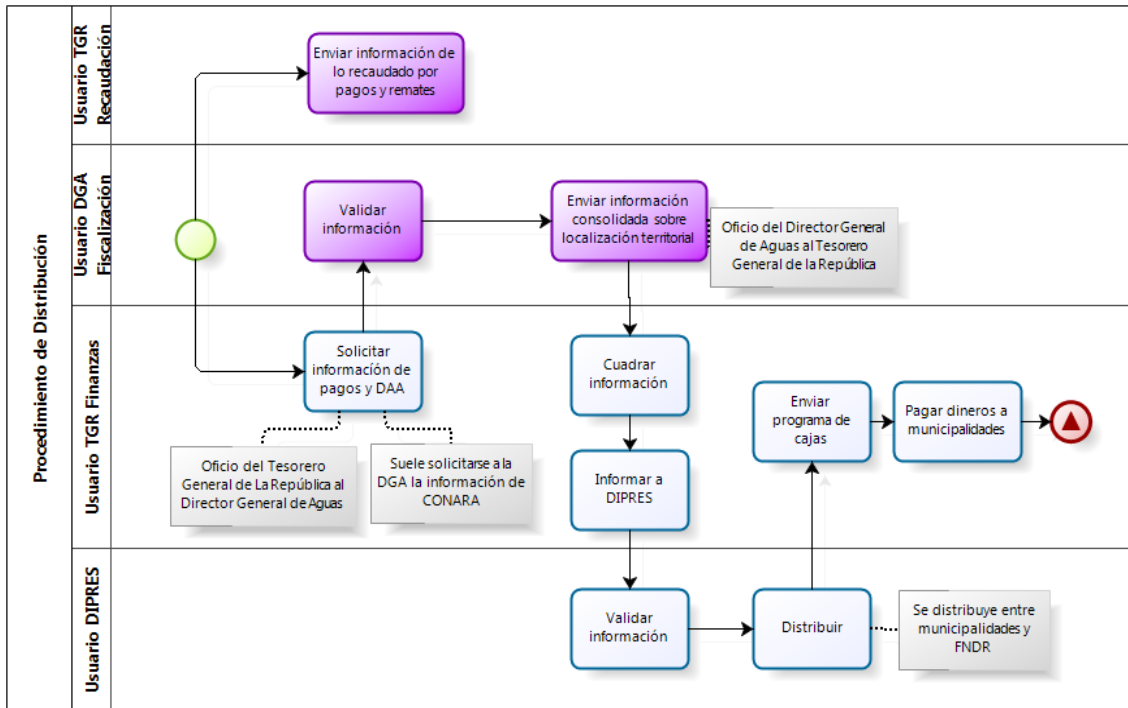 Procedimiento de Distribución
Usuario TGR
Recaudación
Enviar información de
lo recaudado por
pagos y remates
Usuario DGA
Fiscalización
Validar
información
Enviar información
consolidada sobre
localización territorial
Oficio del Director General
de Aguas al Tesorero
General de la República
Usuario TGR Finanzas
Solicitar
información de
pagos y DAA
Oficio del Tesorero
General de La República al
Director General de Aguas
Suele solicitarse a la
DGA la información de
CONARA
Cuadrar
información
Informar a
DIPRES
Enviar
programa de
cajas
Pagar dineros a
municipalidades
Usuario DIPRES
Validar
información
Distribuir
Se distribuye entre
municipalidades y
FNDR